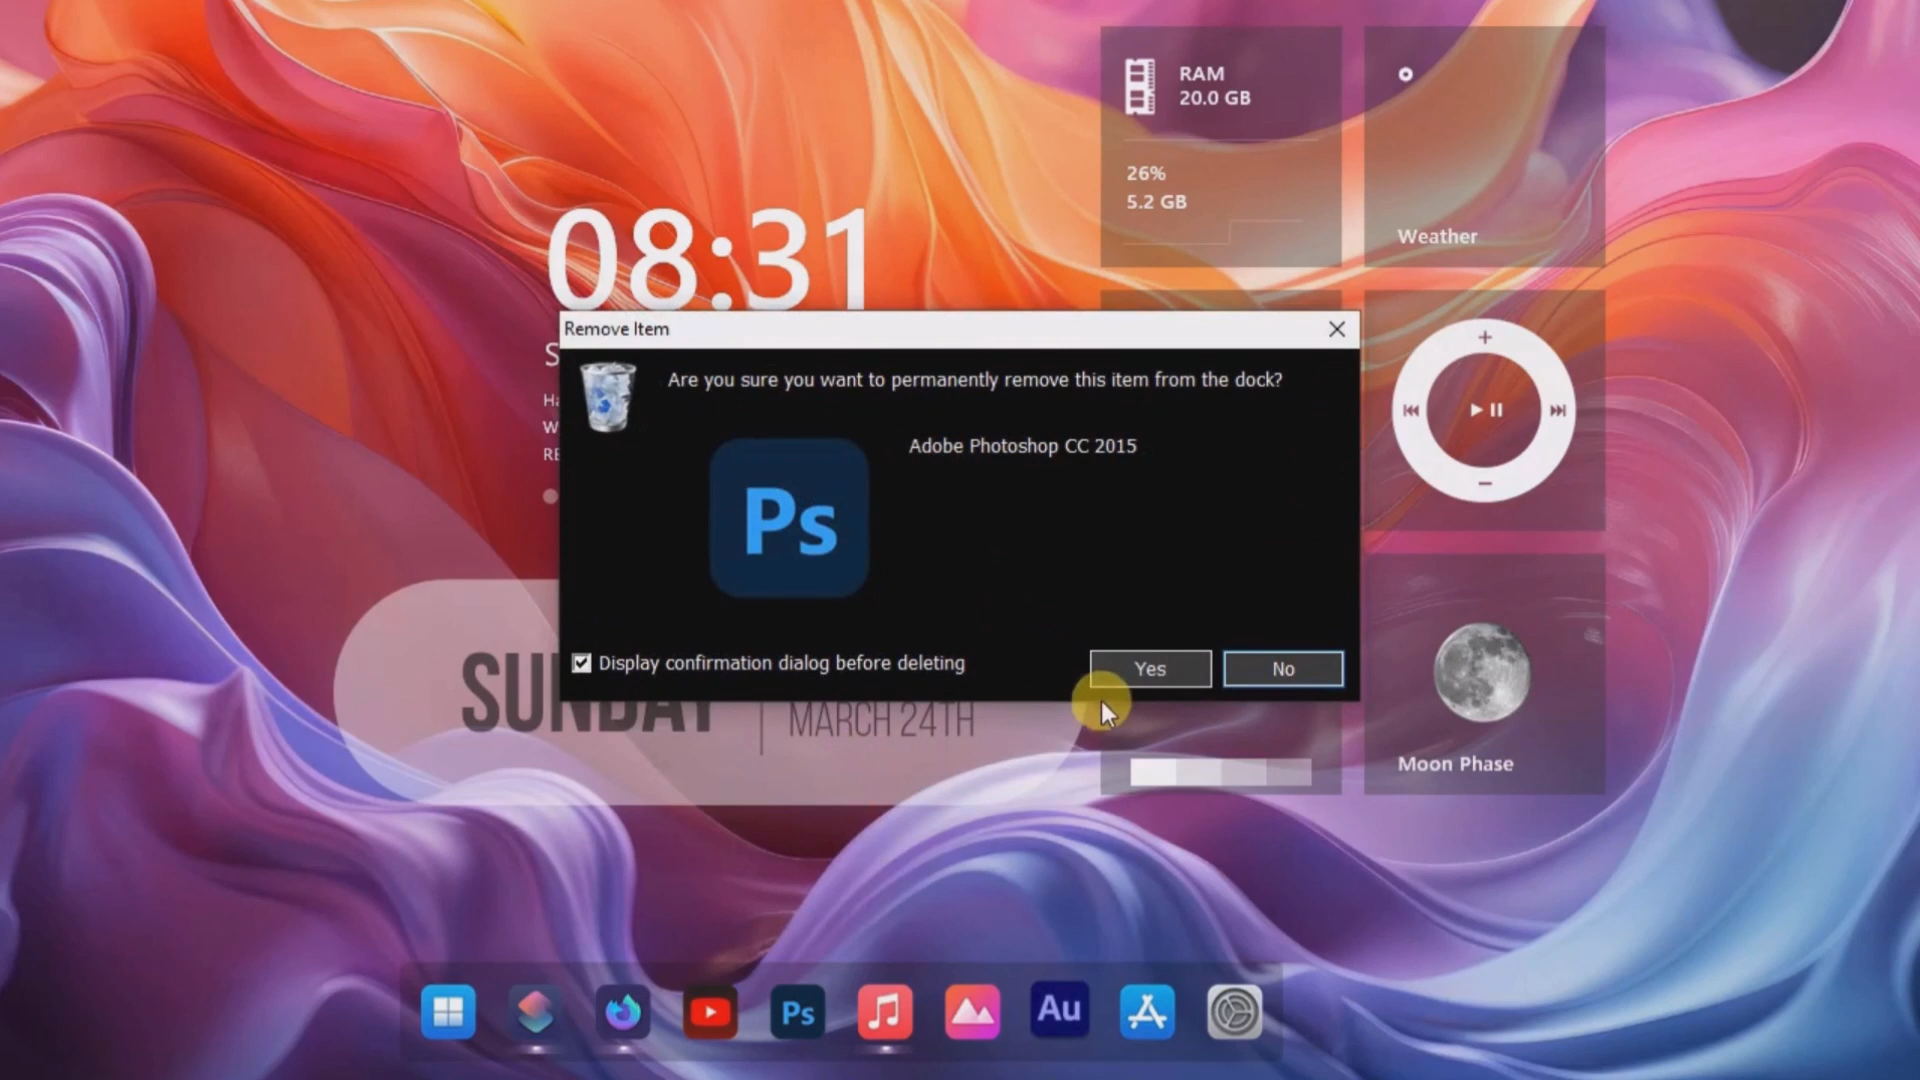 RAM
20.0 GB
26%
5.2 GB
Weather
08:31
Remove Item
Are you sure you want to permanently remove this item from the dock?
Adobe Photoshop CC 2015
Ps
Display confirmation dialog before deleting
Yes
No
SUNDAY
MARCH 24TH
Moon Phase
Ps
Au